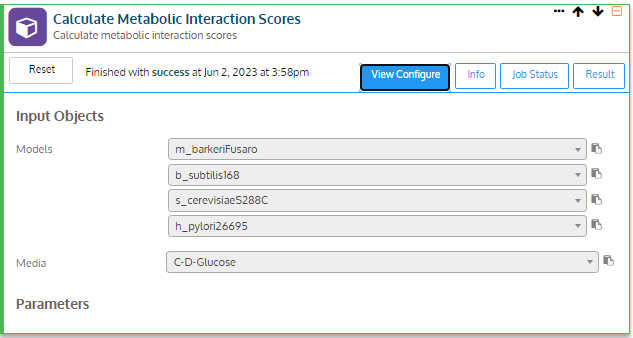 Calculate Metabolic Interaction Scores
Calculate metabolic interaction scores
Reset
Finished with success at Jun 2, 2023 at 3:58pm
View Configure
Info
Job Status
Result
Input Objects
Models
m_barkeriFusaro
b_subtilis168
s_cerevisiaeS288C
h_pylori26695
Media
C-D-Glucose
Parameters